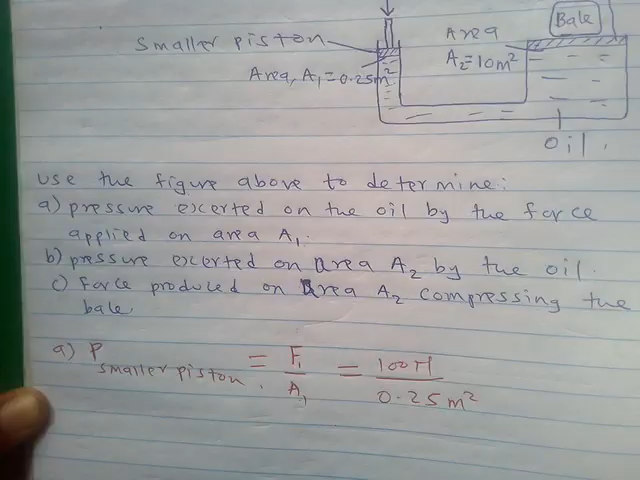 Bale
smaller piston
Area
Area, A₁ = 0.25m²
A₂ = 10m²
Oil.
Use the figure above to determine:
a) pressure excerted on the oil by the force
applied on area A₁.
b) pressure excerted on area A₂ by the oil.
c) Force produced on area A₂ compressing the
bale.
a) P smaller piston. = F₁/A₁ = 100N/0.25m²